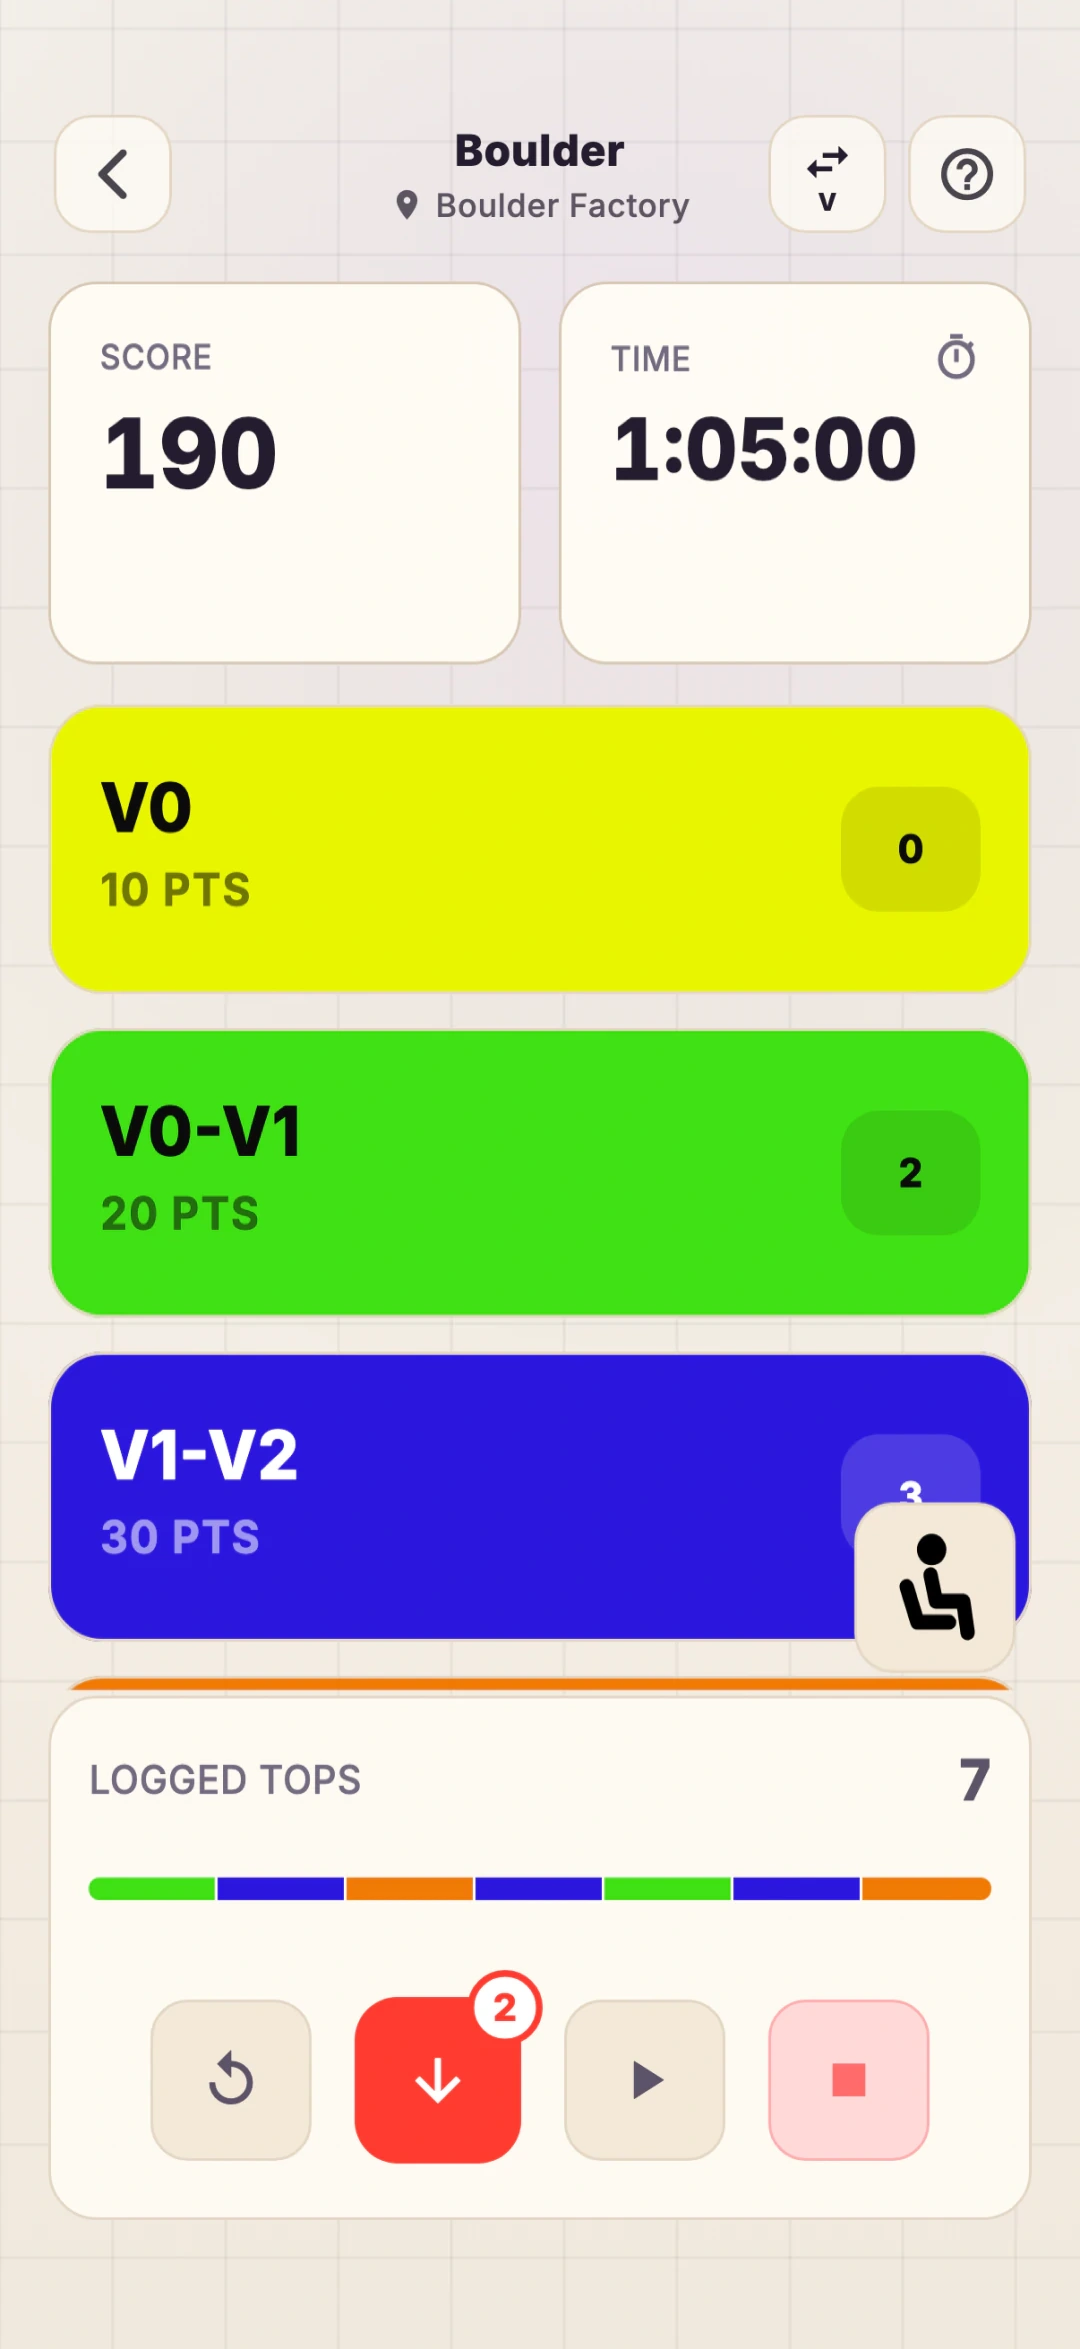 Boulder
Boulder Factory
V
SCORE
190
TIME
1:05:00
V0
10 PTS
0
V0-V1
20 PTS
2
V1-V2
30 PTS
3
LOGGED TOPS
7
2